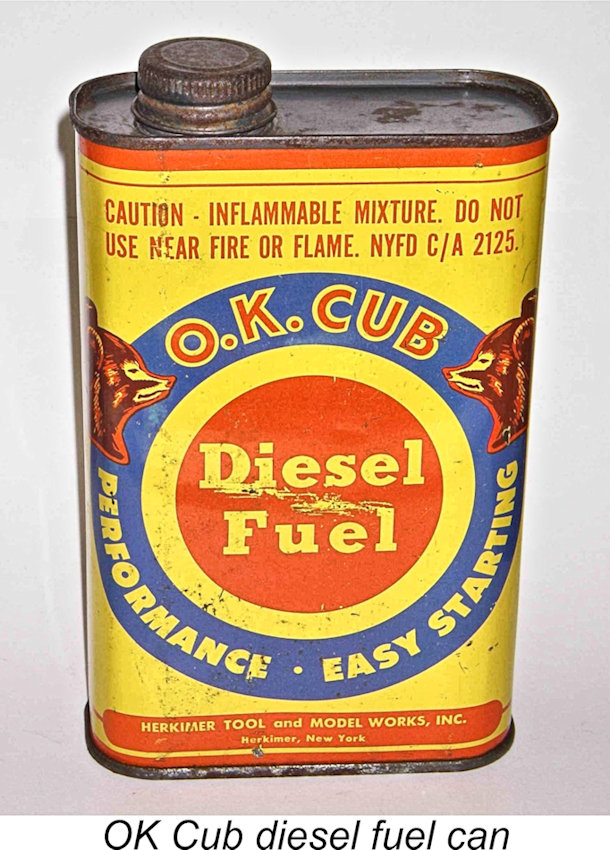 CAUTION - INFLAMMABLE MIXTURE. DO NOT
USE NEAR FIRE OR FLAME. NYFD C/A 2125.
O.K. CUB
Diesel
Fuel
PERFORMANCE · EASY STARTING
HERKIMER TOOL and MODEL WORKS, INC.
Herkimer, New York
OK Cub diesel fuel can